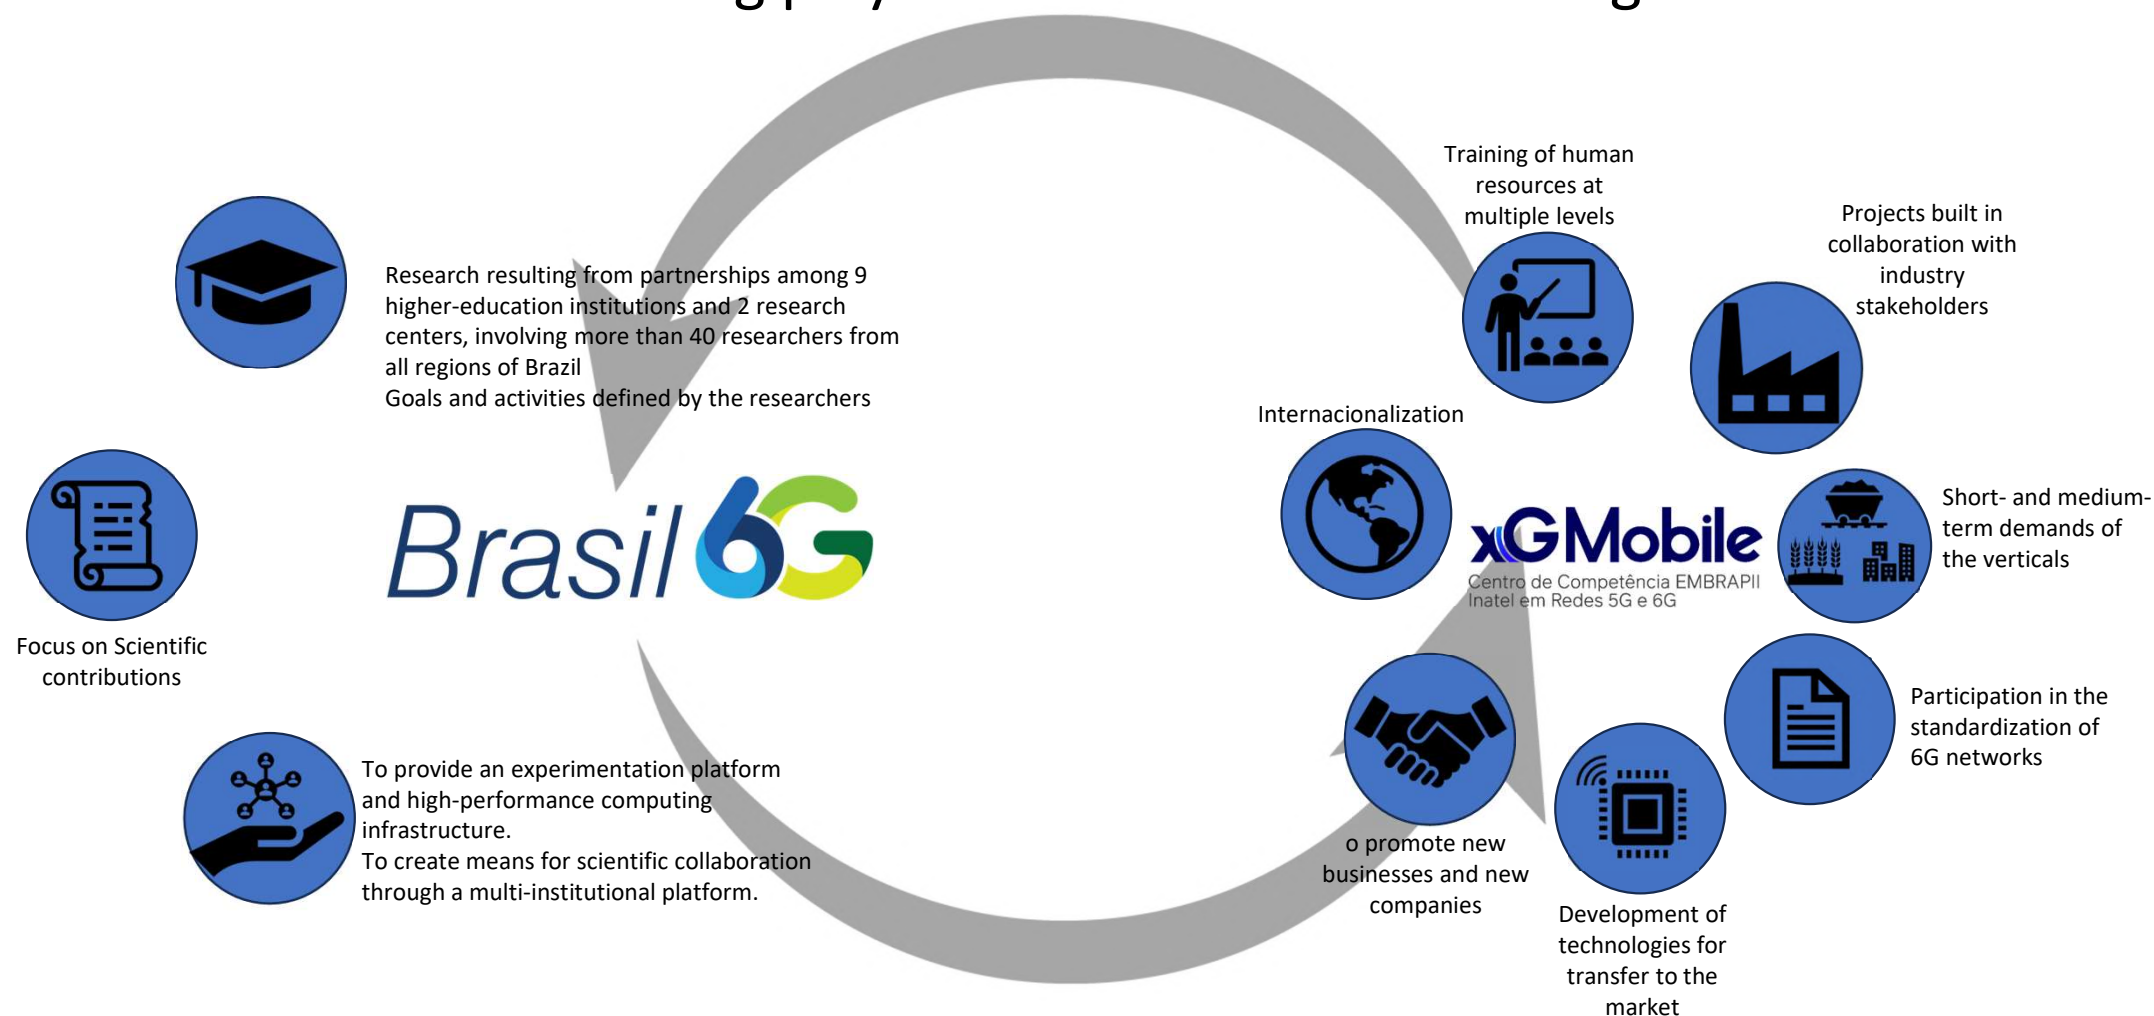 Training of human
resources at
multiple levels
Projects built in
collaboration with
industry
stakeholders
Research resulting from partnerships among 9
higher-education institutions and 2 research
centers, involving more than 40 researchers from
all regions of Brazil
Goals and activities defined by the researchers
Internacionalization
Brasil 6G
xGMobile
Centro de Competência EMBRAPII
Inatel em Redes 5G e 6G
Short- and medium-
term demands of
the verticals
Focus on Scientific
contributions
Participation in the
standardization of
6G networks
To provide an experimentation platform
and high-performance computing
infrastructure.
To create means for scientific collaboration
through a multi-institutional platform.
o promote new
businesses and new
companies
Development of
technologies for
transfer to the
market